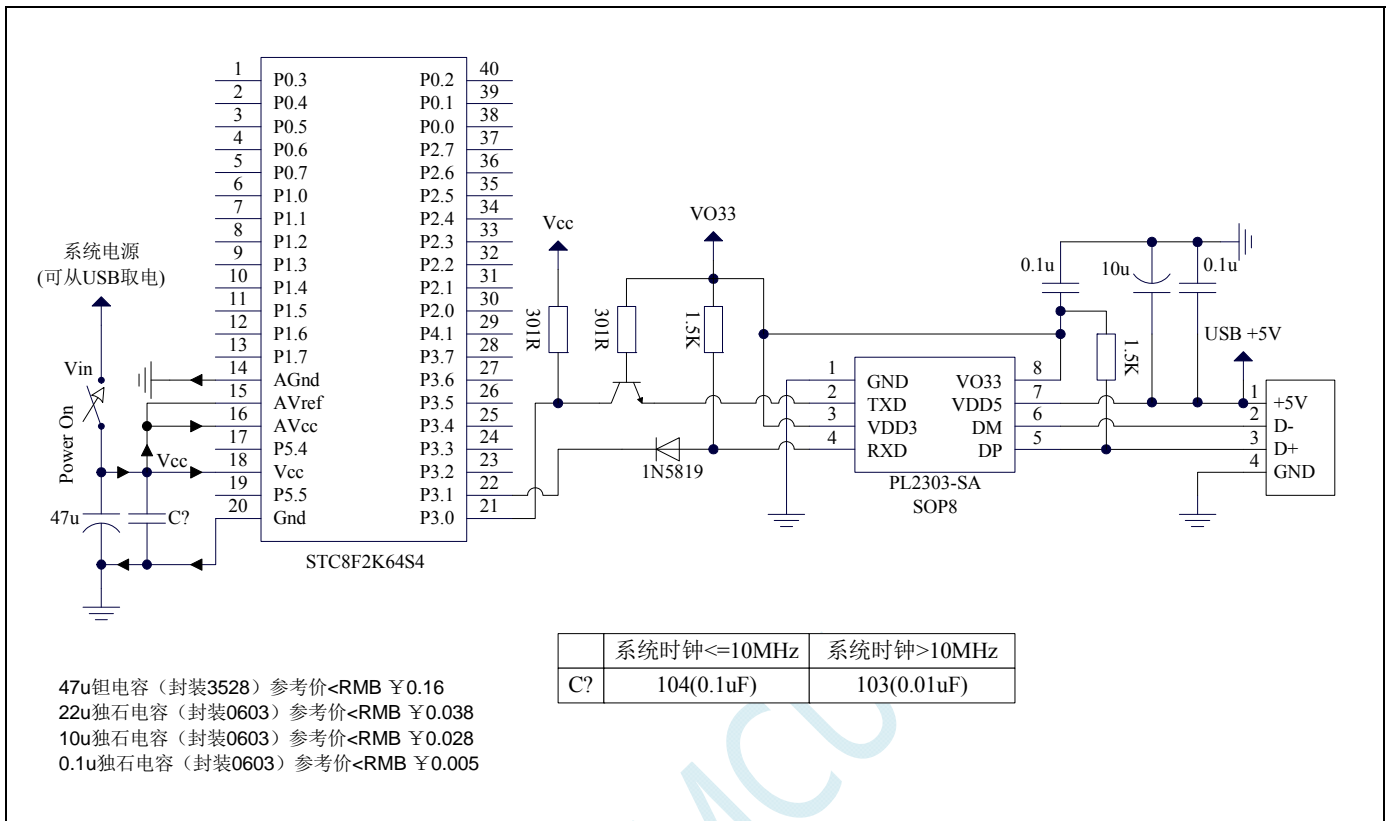 系统电源
(可从USB取电)
Vin
Power On
Vcc
47u
C?
1 P0.3
2 P0.4
3 P0.5
4 P0.6
5 P0.7
6 P1.0
7 P1.1
8 P1.2
9 P1.3
10 P1.4
11 P1.5
12 P1.6
13 P1.7
14 AGnd
15 AVref
16 AVcc
17 P5.4
18 Vcc
19 P5.5
20 Gnd
P0.2 40
P0.1 39
P0.0 38
P2.7 37
P2.6 36
P2.5 35
P2.4 34
P2.3 33
P2.2 32
P2.1 31
P2.0 30
P4.1 29
P3.7 28
P3.6 27
P3.5 26
P3.4 25
P3.3 24
P3.2 23
P3.1 22
P3.0 21
STC8F2K64S4
Vcc
301R
301R
VO33
1.5K
1N5819
1 GND
2 TXD
3 VDD3
4 RXD
VO33 8
VDD5 7
DM 6
DP 5
PL2303-SA
SOP8
0.1u
10u
0.1u
1.5K
USB +5V
1 +5V
2 D-
3 D+
4 GND
系统时钟<=10MHz 系统时钟>10MHz
C? 104(0.1uF) 103(0.01uF)
47u钽电容（封装3528）参考价<RMB ￥0.16
22u独石电容（封装0603）参考价<RMB ￥0.038
10u独石电容（封装0603）参考价<RMB ￥0.028
0.1u独石电容（封装0603）参考价<RMB ￥0.005
MCU